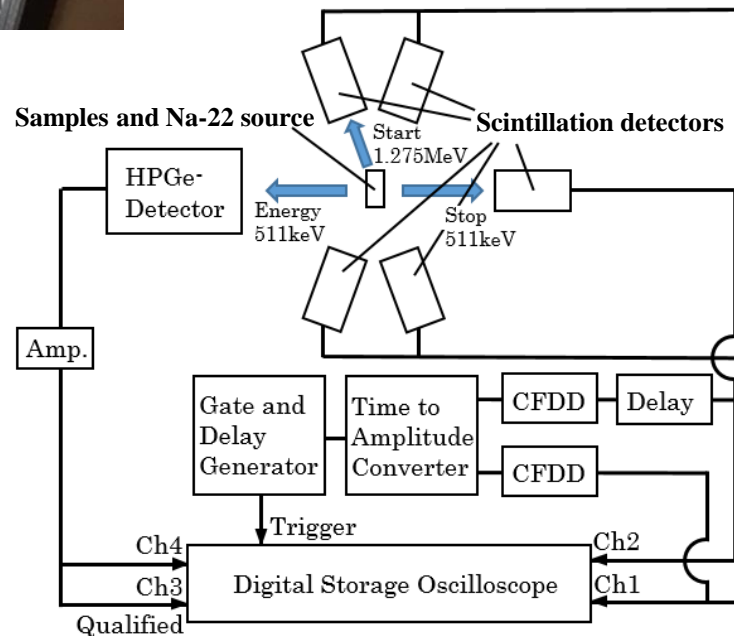 Samples and Na-22 source
Scintillation detectors
Start
1.275MeV
HPGe-
Detector
Energy
511keV
Stop
511keV
Amp.
Gate and
Delay
Generator
Time to
Amplitude
Converter
CFDD
Delay
CFDD
Trigger
Ch4
Ch2
Ch3
Digital Storage Oscilloscope
Ch1
Qualified